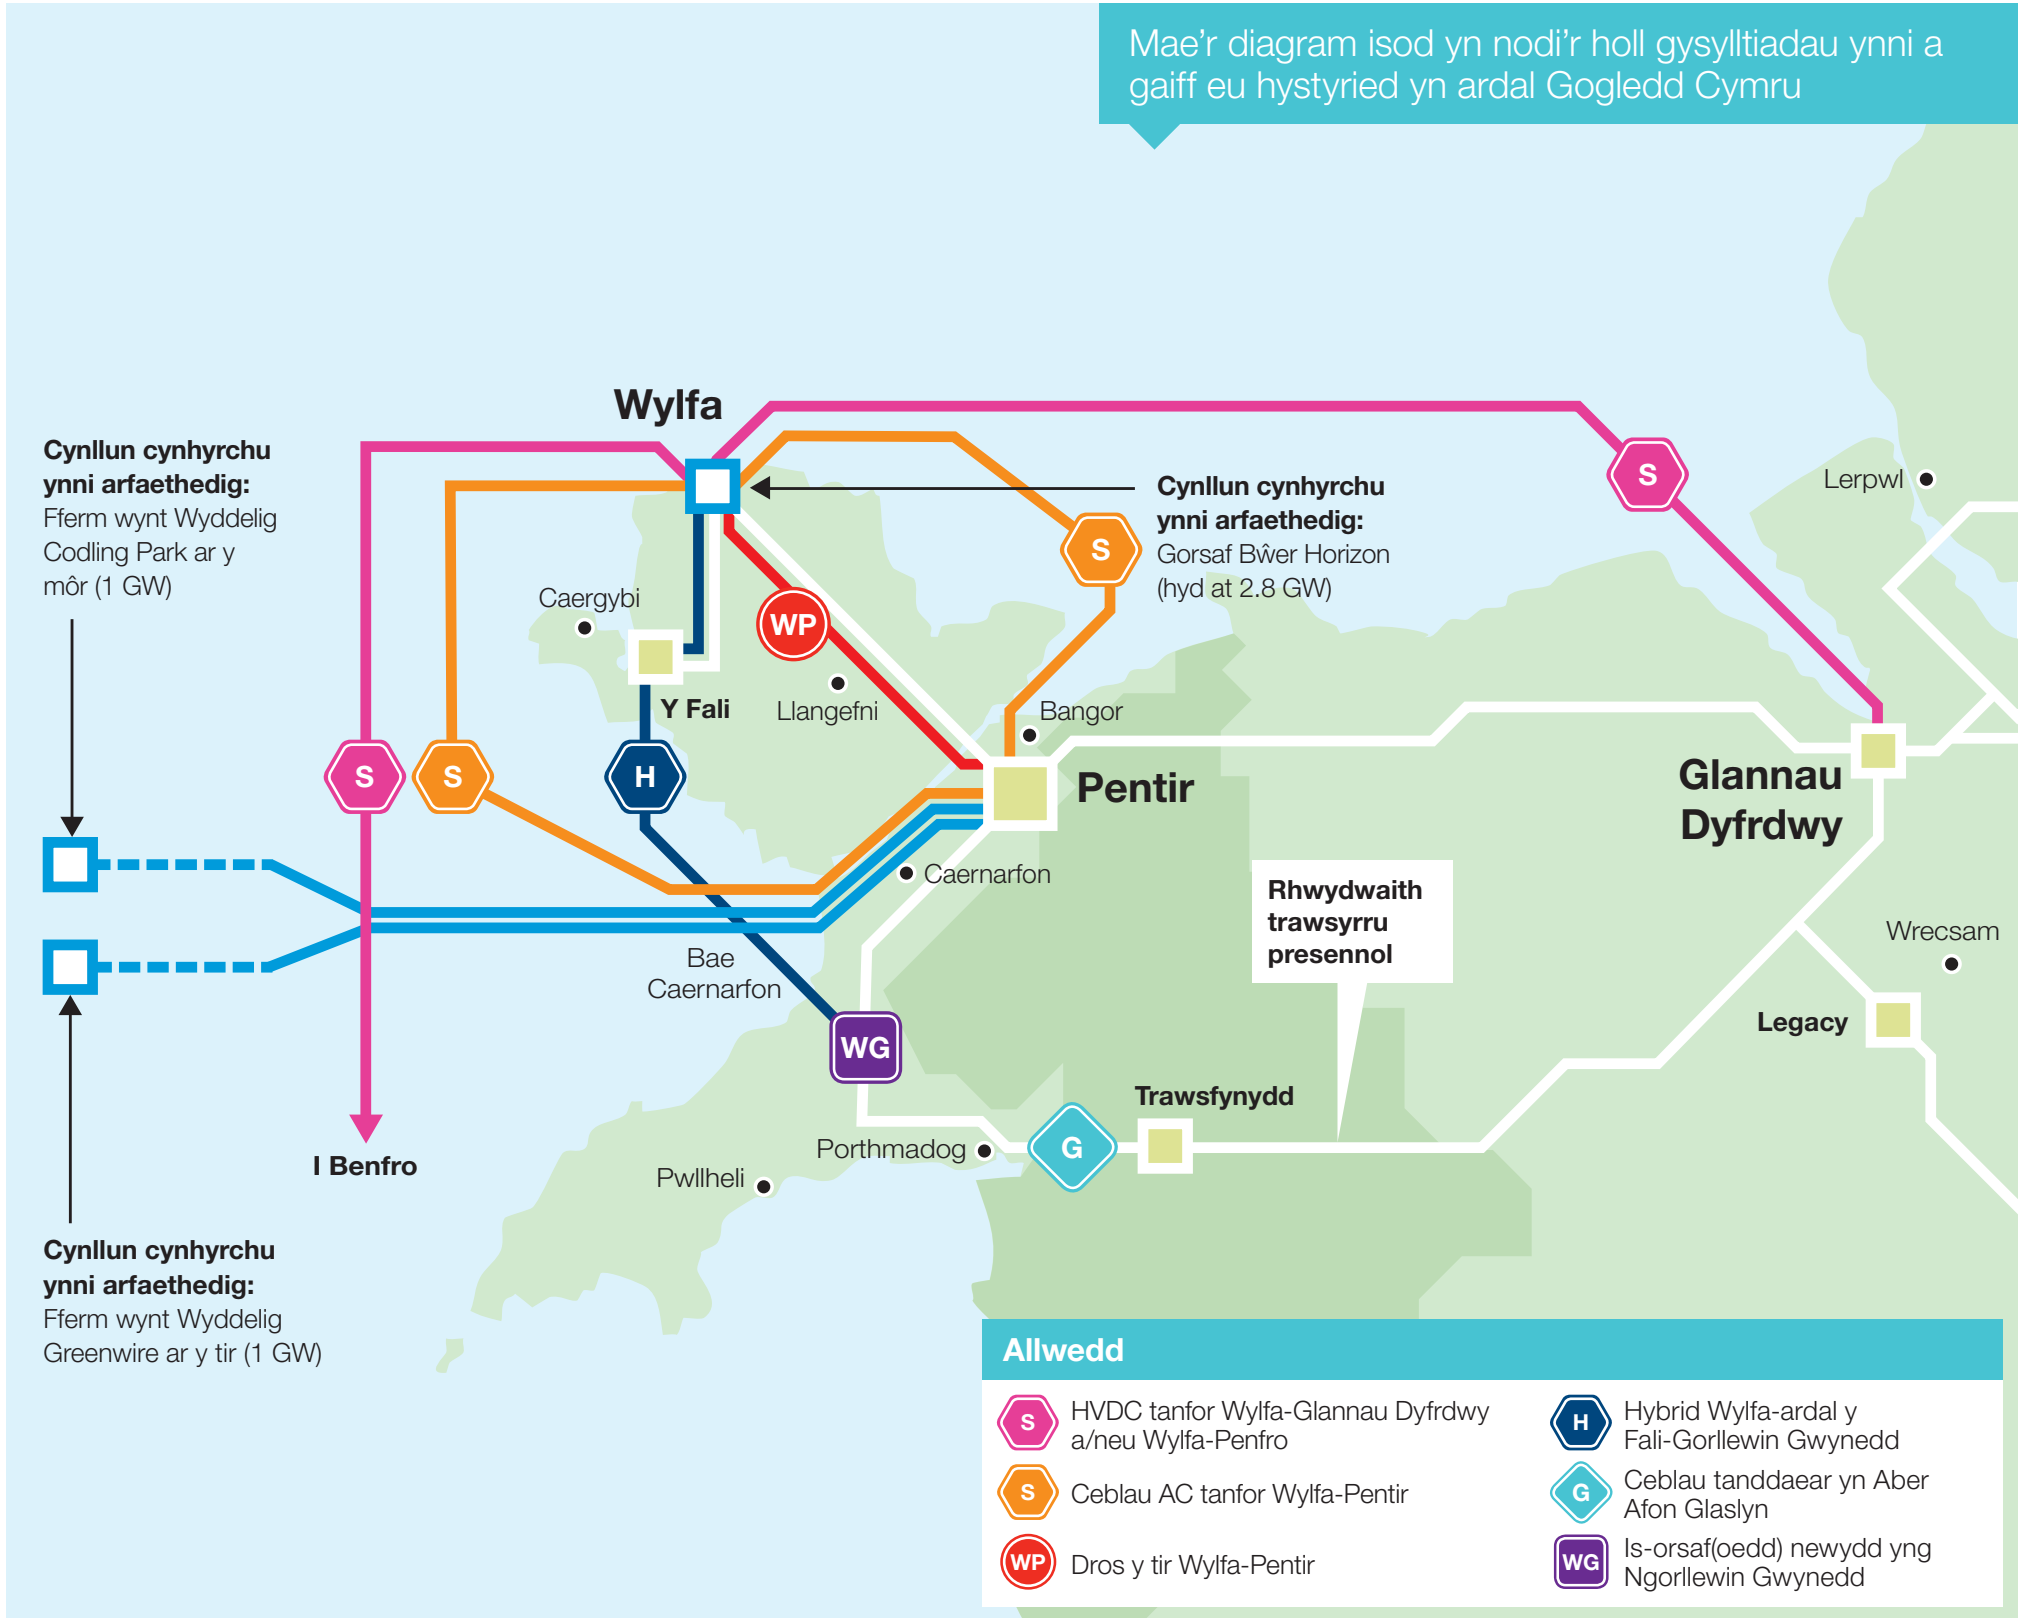 Mae'r diagram isod yn nodi'r holl gysylltiadau ynni a
gaiff eu hystyried yn ardal Gogledd Cymru
Wylfa
Cynllun cynhyrchu
ynni arfaethedig:
Fferm wynt Wyddelig
Codling Park ar y
môr (1 GW)
Cynllun cynhyrchu
ynni arfaethedig:
Gorsaf Bŵer Horizon
(hyd at 2.8 GW)
S
Lerpwl
S
Caergybi
WP
Y Fali
Llangefni
Bangor
S
S
H
Pentir
Glannau
Dyfrdwy
Caernarfon
Rhwydwaith
trawsyrru
presennol
Wrecsam
Bae
Caernarfon
WG
Legacy
Trawsfynydd
Porthmadog
G
I Benfro
Pwllheli
Cynllun cynhyrchu
ynni arfaethedig:
Fferm wynt Wyddelig
Greenwire ar y tir (1 GW)
Allwedd
S
HVDC tanfor Wylfa-Glannau Dyfrdwy
a/neu Wylfa-Penfro
S
Ceblau AC tanfor Wylfa-Pentir
WP
Dros y tir Wylfa-Pentir
H
Hybrid Wylfa-ardal y
Fali-Gorllewin Gwynedd
G
Ceblau tanddaear yn Aber
Afon Glaslyn
WG
Is-orsaf(oedd) newydd yng
Ngorllewin Gwynedd